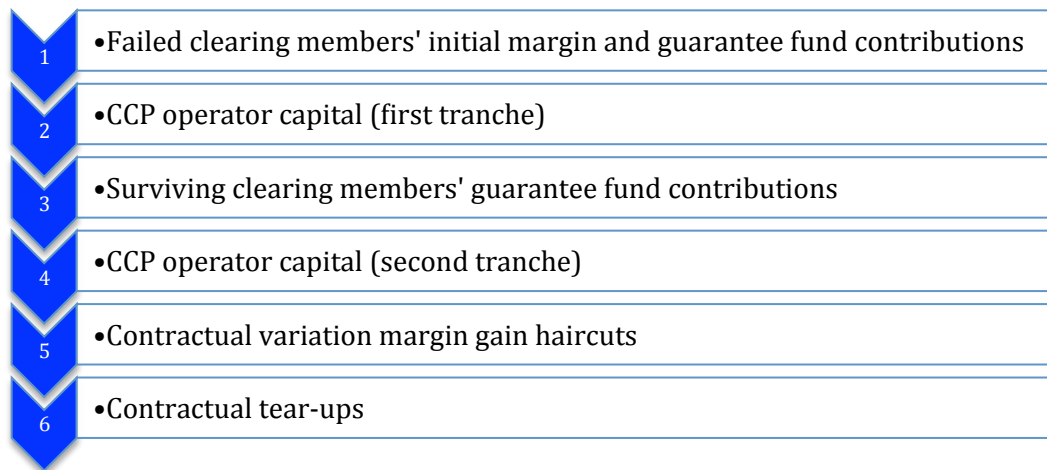 1 •Failed clearing members' initial margin and guarantee fund contributions
2 •CCP operator capital (first tranche)
3 •Surviving clearing members' guarantee fund contributions
4 •CCP operator capital (second tranche)
5 •Contractual variation margin gain haircuts
6 •Contractual tear-ups